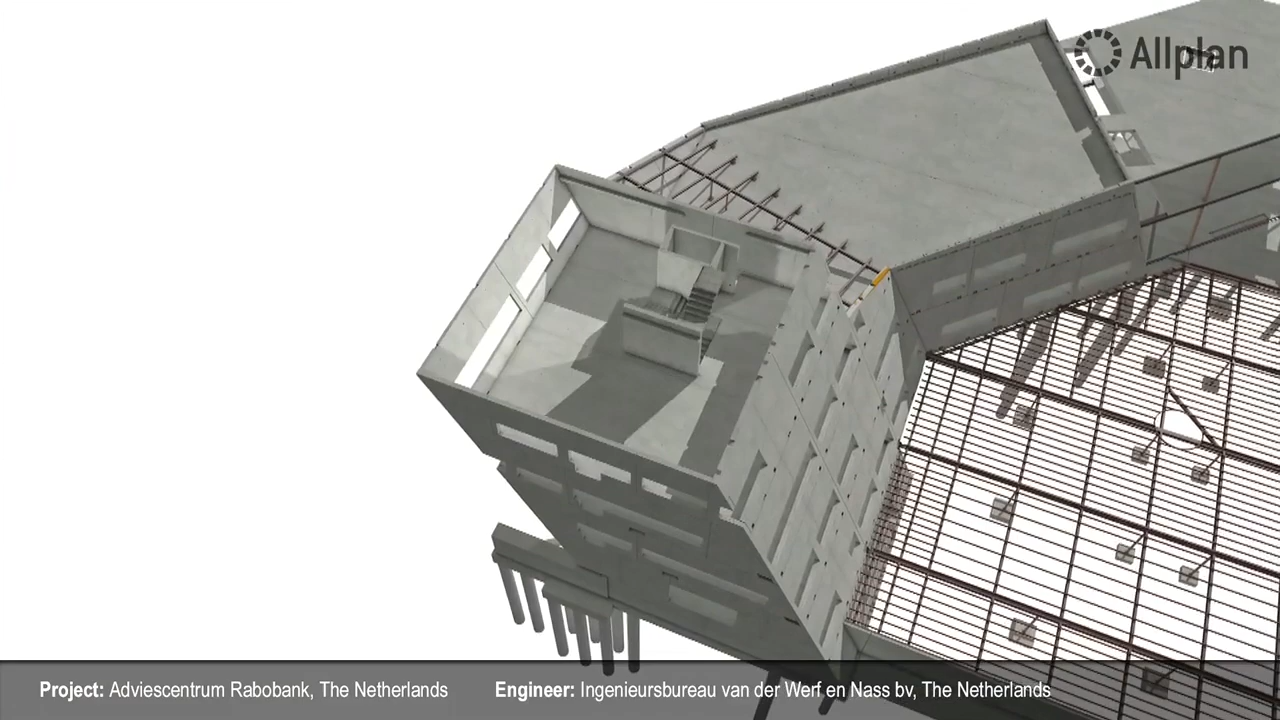 Allplan
Project: Adviescentrum Rabobank, The Netherlands
Engineer: Ingenieursbureau van der Werf en Nass bv, The Netherlands